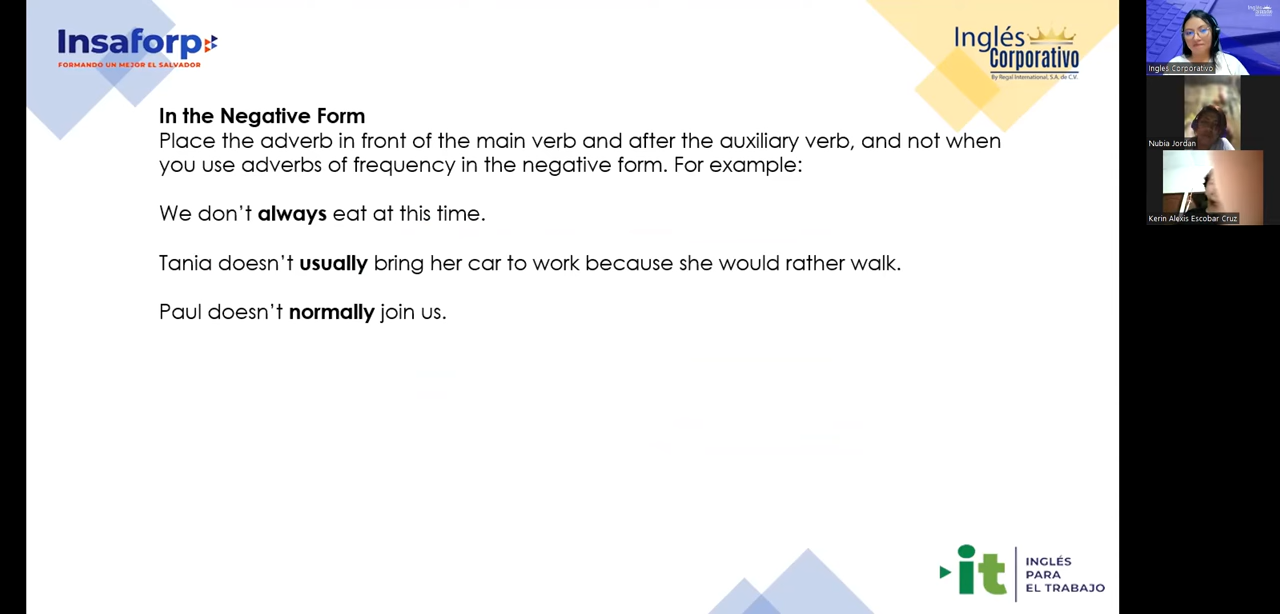 Insaforp
FORMANDO UN MEJOR EL SALVADOR
Inglés
Corporativo
By Regal International, S.A. de C.V.
In the Negative Form
Place the adverb in front of the main verb and after the auxiliary verb, and not when
you use adverbs of frequency in the negative form. For example:
We don't always eat at this time.
Tania doesn't usually bring her car to work because she would rather walk.
Paul doesn't normally join us.
it
INGLÉS
PARA
EL TRABAJO
Inglés Corporativo
Nubia Jordan
Kerin Alexis Escobar Cruz